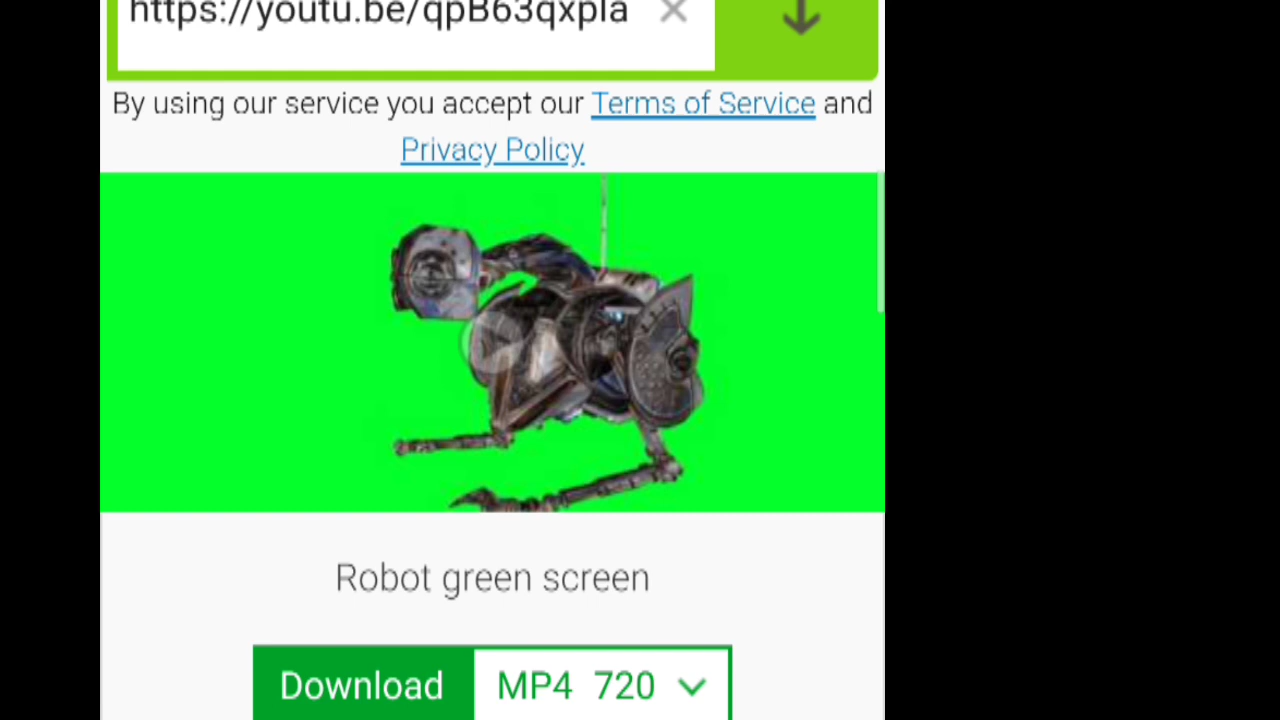 https://youtu.be/qpB63qxpIa
By using our service you accept our Terms of Service and
Privacy Policy
Robot green screen
Download MP4 720